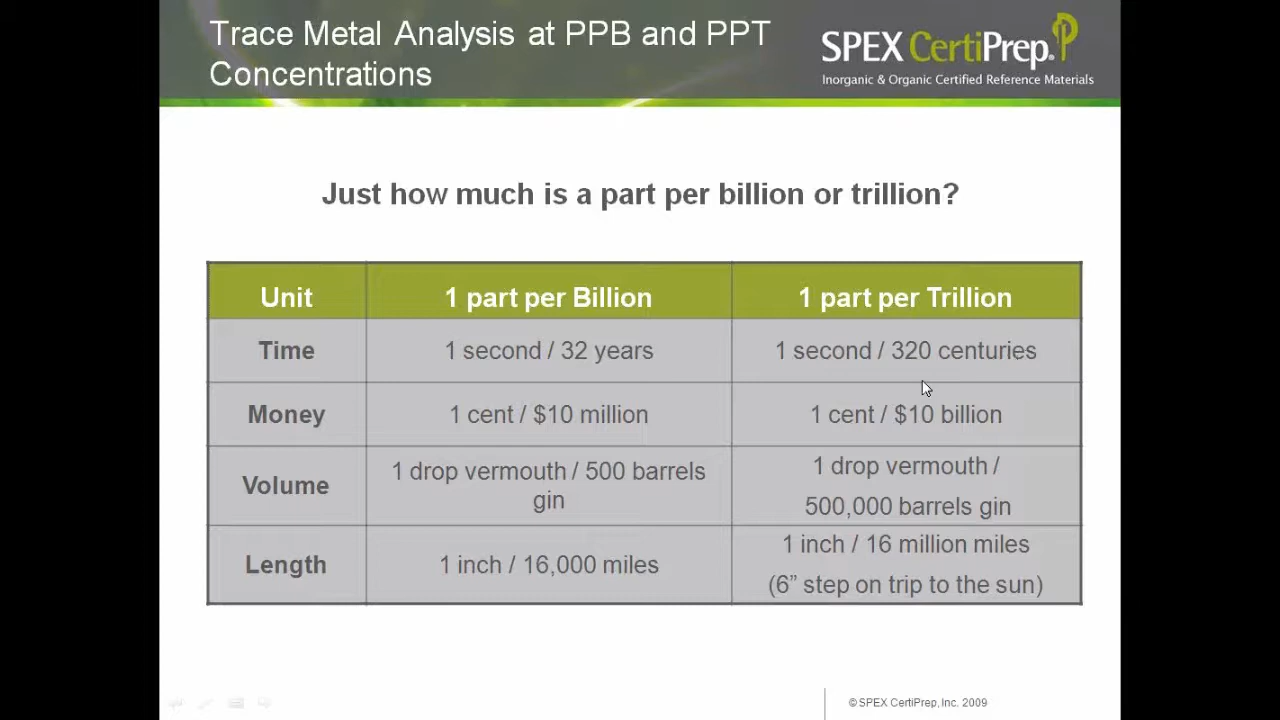 Trace Metal Analysis at PPB and PPT
Concentrations
SPEX CertiPrep.
Inorganic & Organic Certified Reference Materials
Just how much is a part per billion or trillion?
Unit
1 part per Billion
1 part per Trillion
Time
1 second / 32 years
1 second / 320 centuries
Money
1 cent / $10 million
1 cent / $10 billion
Volume
1 drop vermouth / 500 barrels
gin
1 drop vermouth /
500,000 barrels gin
Length
1 inch / 16,000 miles
1 inch / 16 million miles
(6” step on trip to the sun)
© SPEX CertiPrep, Inc. 2009